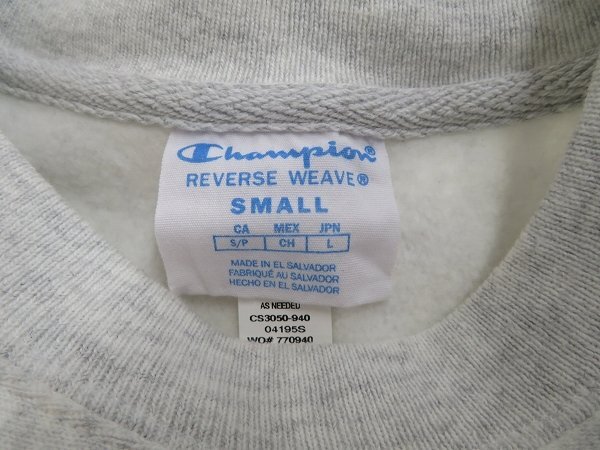 Champion®
REVERSE WEAVE®
SMALL
CA MEX JPN
S/P CH L
MADE IN EL SALVADOR
FABRIQUÉ AU SALVADOR
HECHO EN EL SALVADOR
AS NEEDED
CS3050-940
04195S
WO# 770940